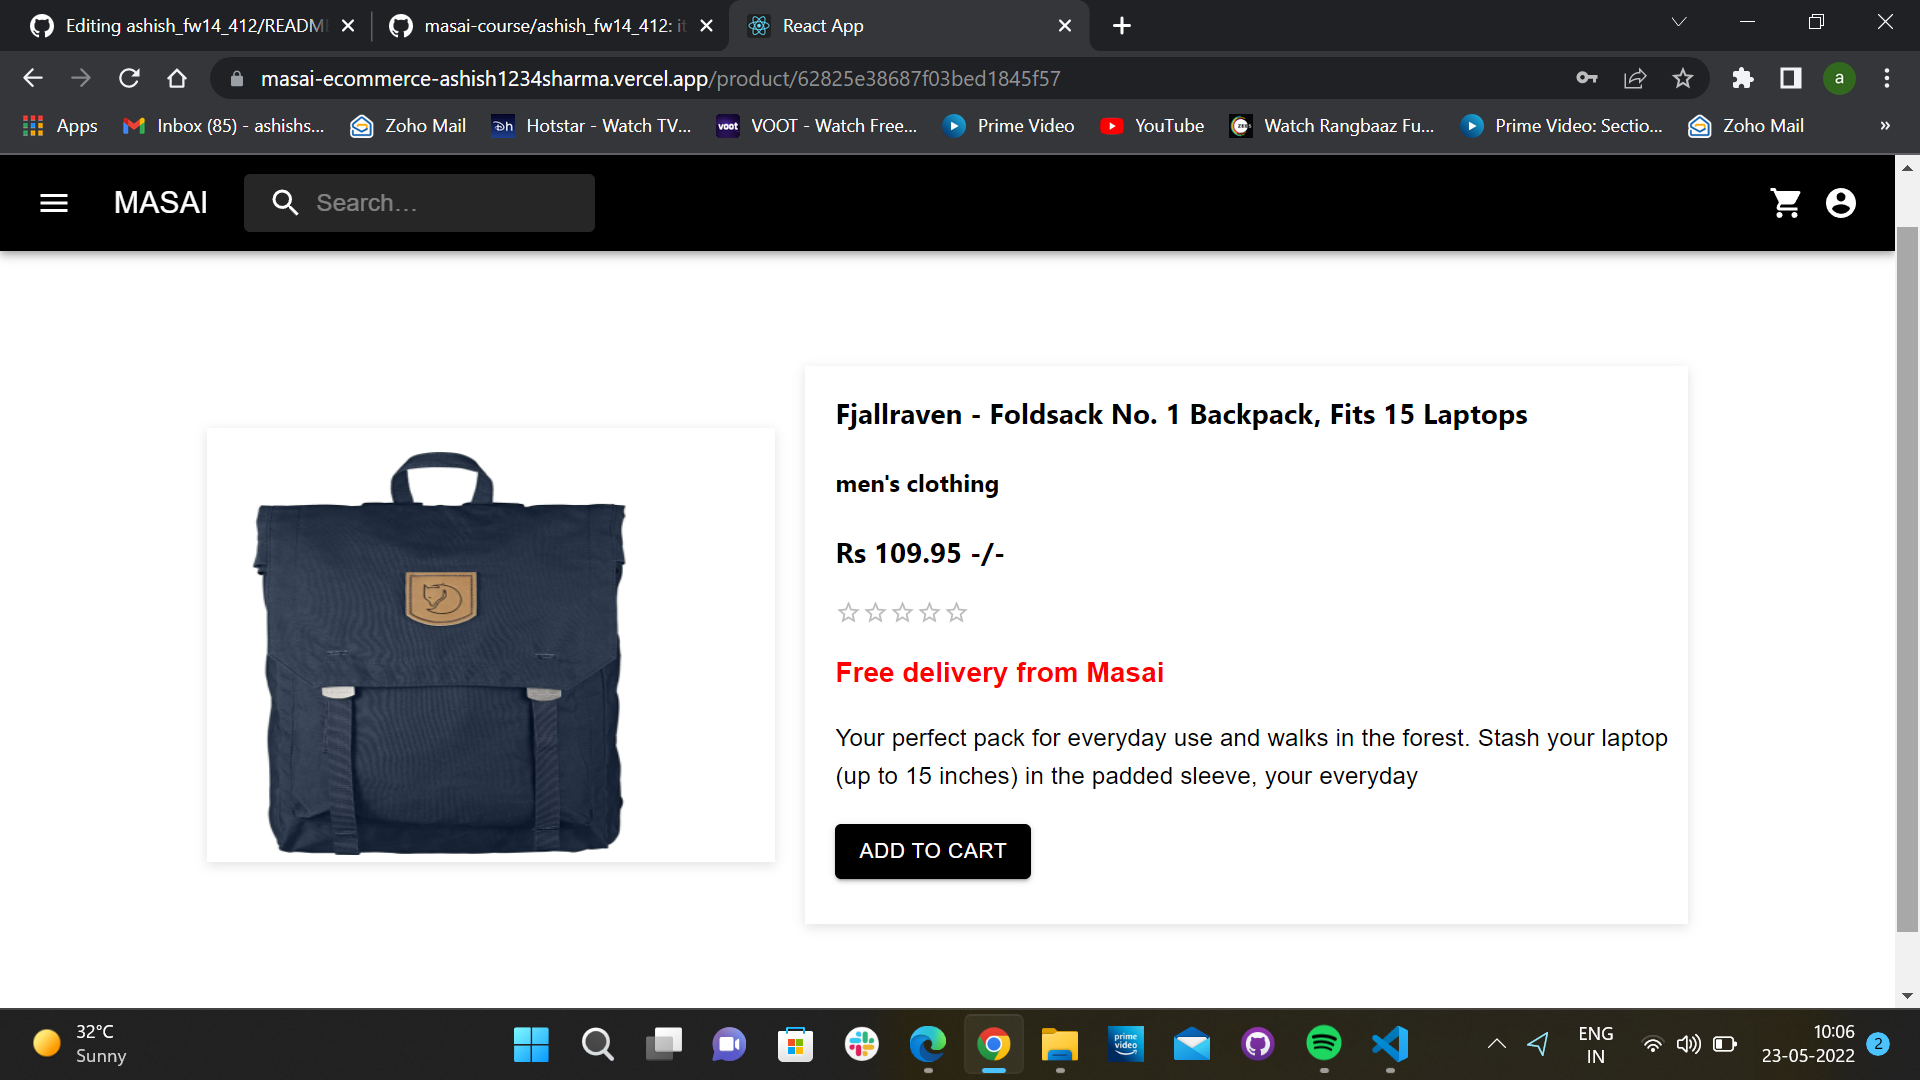 Editing ashish_fw14_412/READM
masai-course/ashish_fw14_412: it
React App
masai-ecommerce-ashish1234sharma.vercel.app/product/62825e38687f03bed1845f57
a
Apps
Inbox (85) - ashishs...
Zoho Mail
Hotstar - Watch TV...
VOOT - Watch Free...
Prime Video
YouTube
Watch Rangbaaz Fu...
Prime Video: Sectio...
Zoho Mail
»
MASAI
Search…
Fjallraven - Foldsack No. 1 Backpack, Fits 15 Laptops
men's clothing
Rs 109.95 -/-
Free delivery from Masai
Your perfect pack for everyday use and walks in the forest. Stash your laptop
(up to 15 inches) in the padded sleeve, your everyday
ADD TO CART
32°C
Sunny
prime
video
ENG
IN
10:06
23-05-2022
2